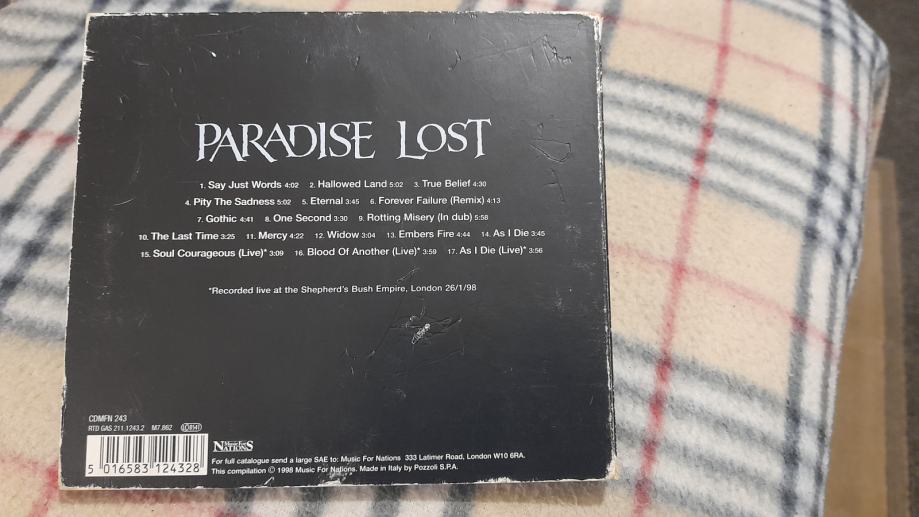 PARADISE LOST
1. Say Just Words 4:02 2. Hallowed Land 5:02 3. True Belief 4:30
4. Pity The Sadness 5:02 5. Eternal 3:45 6. Forever Failure (Remix) 4:13
7. Gothic 4:41 8. One Second 3:30 9. Rotting Misery (In dub) 5:58
10. The Last Time 3:25 11. Mercy 4:22 12. Widow 3:04 13. Embers Fire 4:44 14. As I Die 3:45
15. Soul Courageous (Live)* 3:09 16. Blood Of Another (Live)* 3:59 17. As I Die (Live)* 3:56
*Recorded live at the Shepherd's Bush Empire, London 26/1/98
CDMFN 243
RTD GAS 211.1243.2 M7.862 LC8141
5 016583 124328
Music For Nations
For full catalogue send a large SAE to: Music For Nations 333 Latimer Road, London W10 6RA.
This compilation © 1998 Music For Nations. Made in Italy by Pozzoli S.P.A.